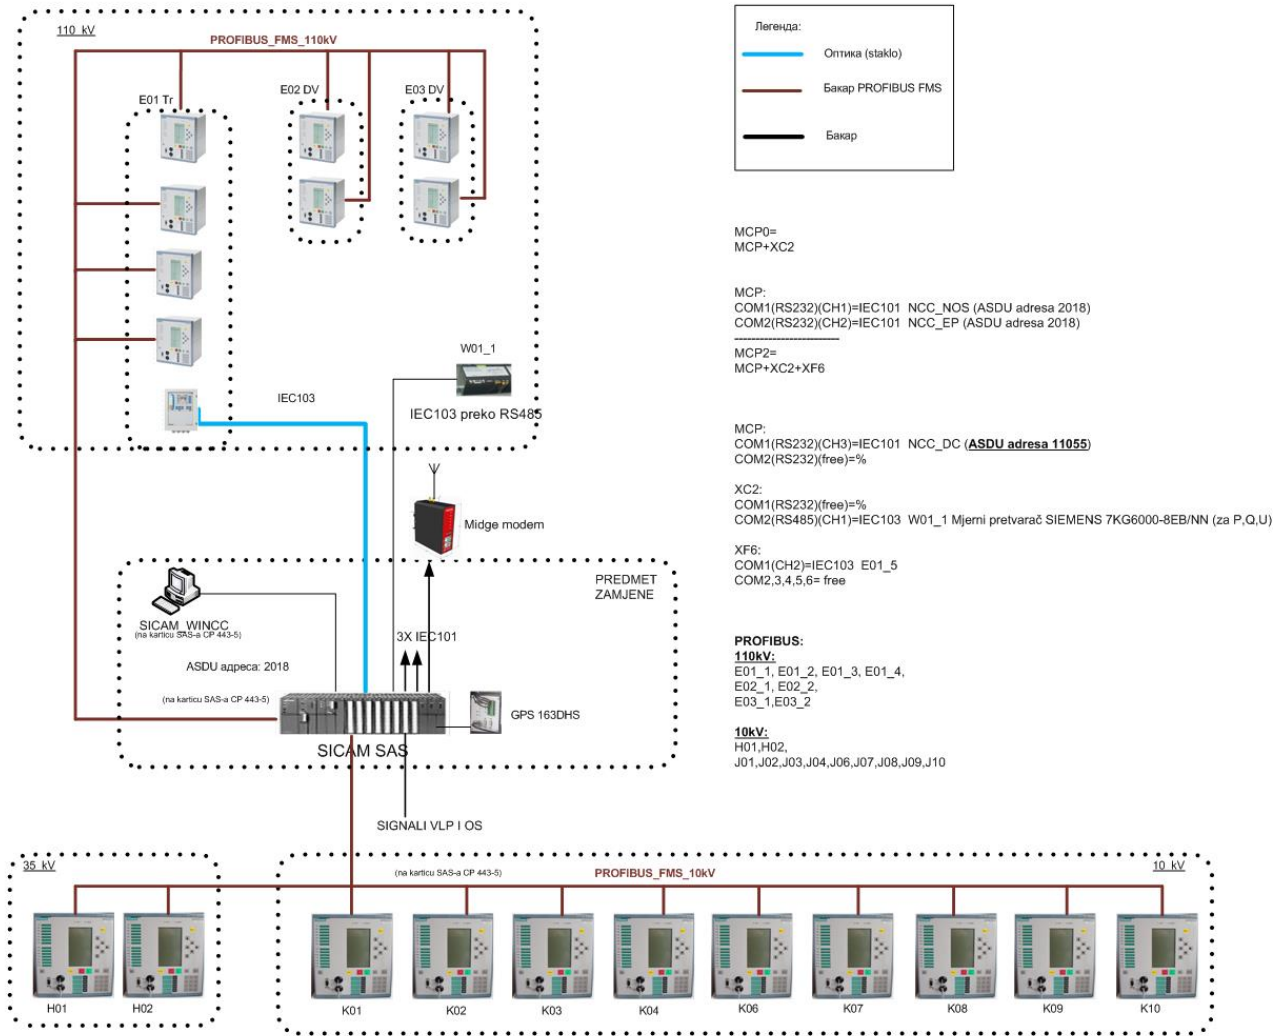 110 kV
PROFIBUS_FMS_110kV
E01 Tr
E02 DV
E03 DV
W01_1
IEC103
IEC103 preko RS485
Midge modem
PREDMET
ZAMJENE
SICAM_WINCC
(na karticu SAS-a CP 443-5)
3X IEC101
ASDU адреса: 2018
(na karticu SAS-a CP 443-5)
GPS 163DHS
SICAM SAS
SIGNALI VLP I OS
35 kV
(na karticu SAS-a CP 443-5)
PROFIBUS_FMS_10kV
10 kV
H01
H02
K01
K02
K03
K04
K06
K07
K08
K09
K10
Легенда:
Оптика (staklo)
Бакар PROFIBUS FMS
Бакар
MCP0=
MCP+XC2
MCP:
COM1(RS232)(CH1)=IEC101 NCC_NOS (ASDU adresa 2018)
COM2(RS232)(CH2)=IEC101 NCC_EP (ASDU adresa 2018)
------------------------
MCP2=
MCP+XC2+XF6
MCP:
COM1(RS232)(CH3)=IEC101 NCC_DC (ASDU adresa 11055)
COM2(RS232)(free)=%
XC2:
COM1(RS232)(free)=%
COM2(RS485)(CH1)=IEC103 W01_1 Mjerni pretvarač SIEMENS 7KG6000-8EB/NN (za P,Q,U)
XF6:
COM1(CH2)=IEC103 E01_5
COM2,3,4,5,6= free
PROFIBUS:
110kV:
E01_1, E01_2, E01_3, E01_4,
E02_1, E02_2,
E03_1,E03_2
10kV:
H01,H02,
J01,J02,J03,J04,J06,J07,J08,J09,J10